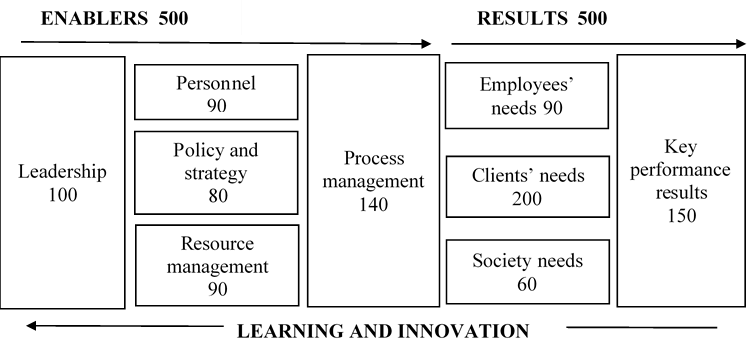 ENABLERS 500
RESULTS 500
Leadership
100
Personnel
90
Policy and
strategy
80
Resource
management
90
Process
management
140
Employees’
needs 90
Clients’ needs
200
Society needs
60
Key
performance
results
150
LEARNING AND INNOVATION